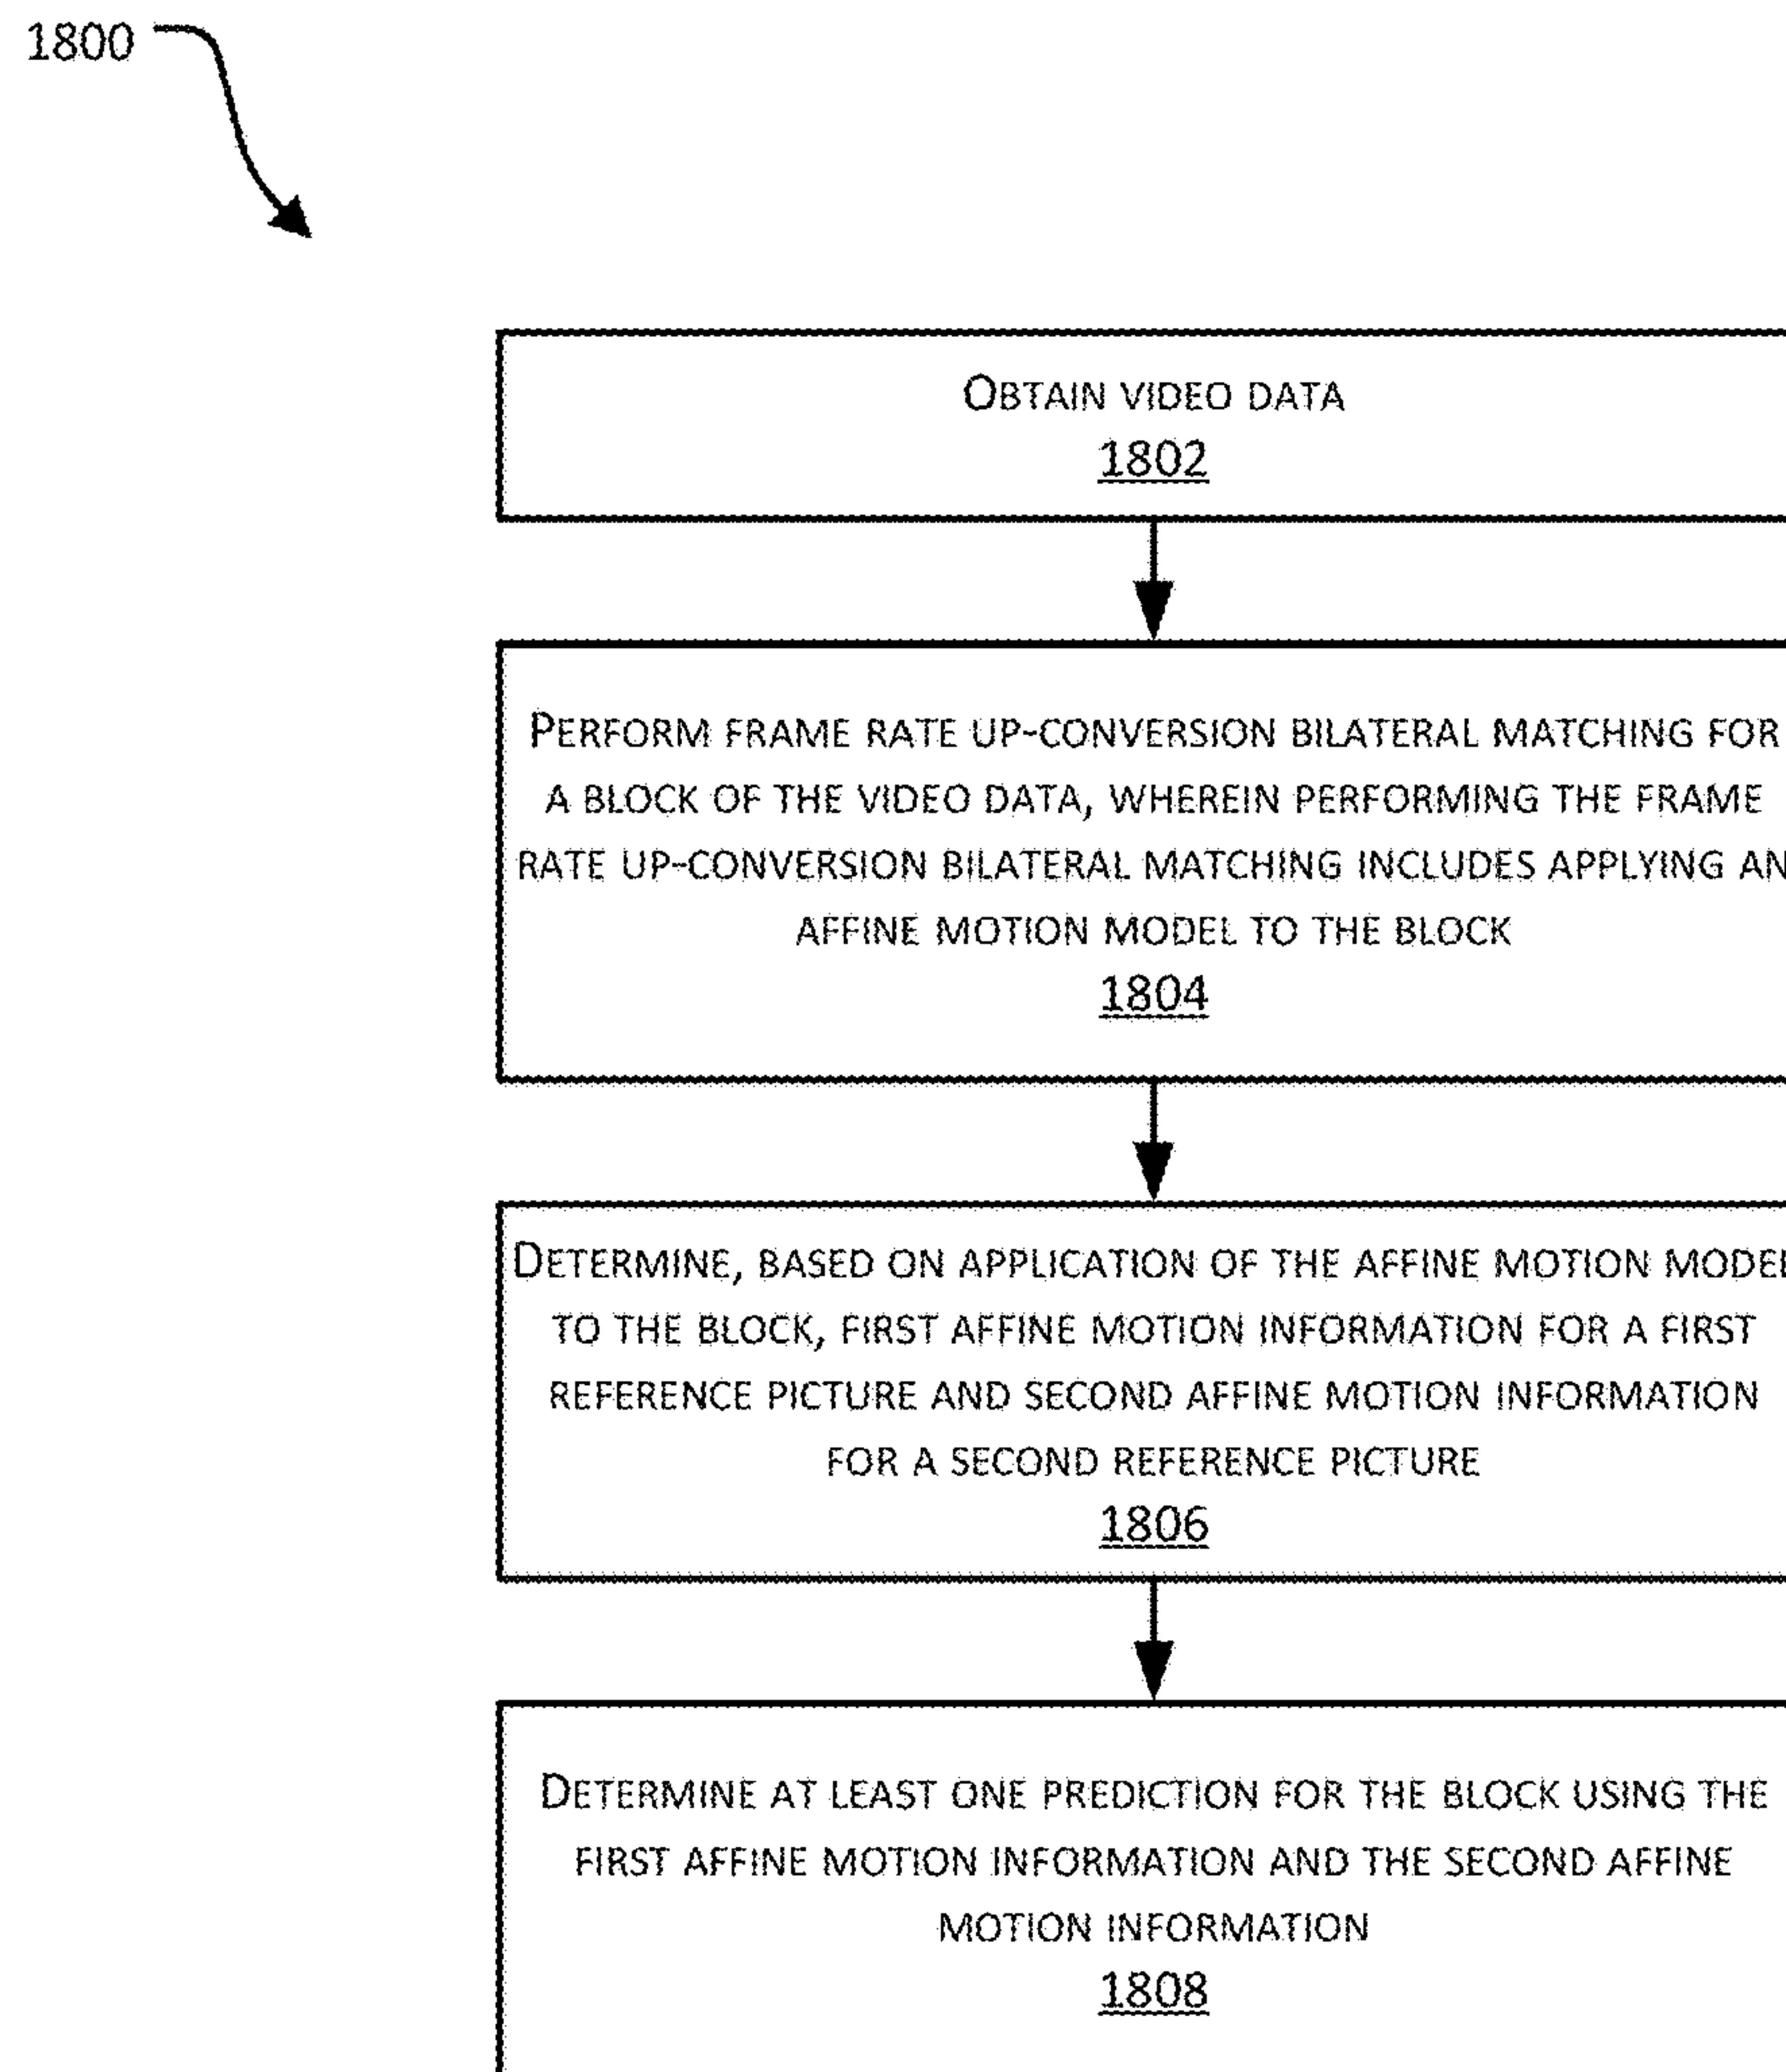 1800
OBTAIN VIDEO DATA
1802
PERFORM FRAME RATE UP-CONVERSION BILATERAL MATCHING FOR
A BLOCK OF THE VIDEO DATA, WHEREIN PERFORMING THE FRAME
RATE UP-CONVERSION BILATERAL MATCHING INCLUDES APPLYING AN
AFFINE MOTION MODEL TO THE BLOCK
1804
DETERMINE, BASED ON APPLICATION OF THE AFFINE MOTION MODEL
TO THE BLOCK, FIRST AFFINE MOTION INFORMATION FOR A FIRST
REFERENCE PICTURE AND SECOND AFFINE MOTION INFORMATION
FOR A SECOND REFERENCE PICTURE
1806
DETERMINE AT LEAST ONE PREDICTION FOR THE BLOCK USING THE
FIRST AFFINE MOTION INFORMATION AND THE SECOND AFFINE
MOTION INFORMATION
1808